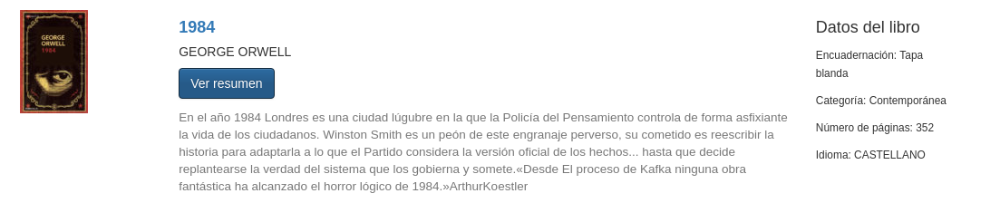 GEORGE
ORWELL
1984
1984
GEORGE ORWELL
Ver resumen
En el año 1984 Londres es una ciudad lúgubre en la que la Policía del Pensamiento controla de forma asfixiante
la vida de los ciudadanos. Winston Smith es un peón de este engranaje perverso, su cometido es reescribir la
historia para adaptarla a lo que el Partido considera la versión oficial de los hechos... hasta que decide
replantearse la verdad del sistema que los gobierna y somete.«Desde El proceso de Kafka ninguna obra
fantástica ha alcanzado el horror lógico de 1984.»ArthurKoestler
Datos del libro
Encuadernación: Tapa
blanda
Categoría: Contemporánea
Número de páginas: 352
Idioma: CASTELLANO